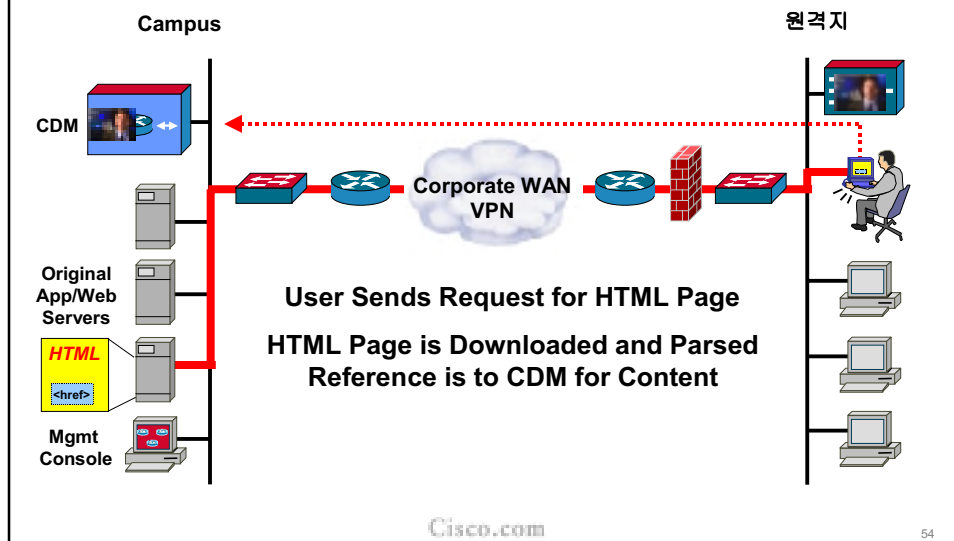 Campus
원격지
CDM
Corporate WAN
VPN
Original
App/Web
Servers
User Sends Request for HTML Page
HTML Page is Downloaded and Parsed
Reference is to CDM for Content
HTML
<href>
Mgmt
Console
Cisco.com
54